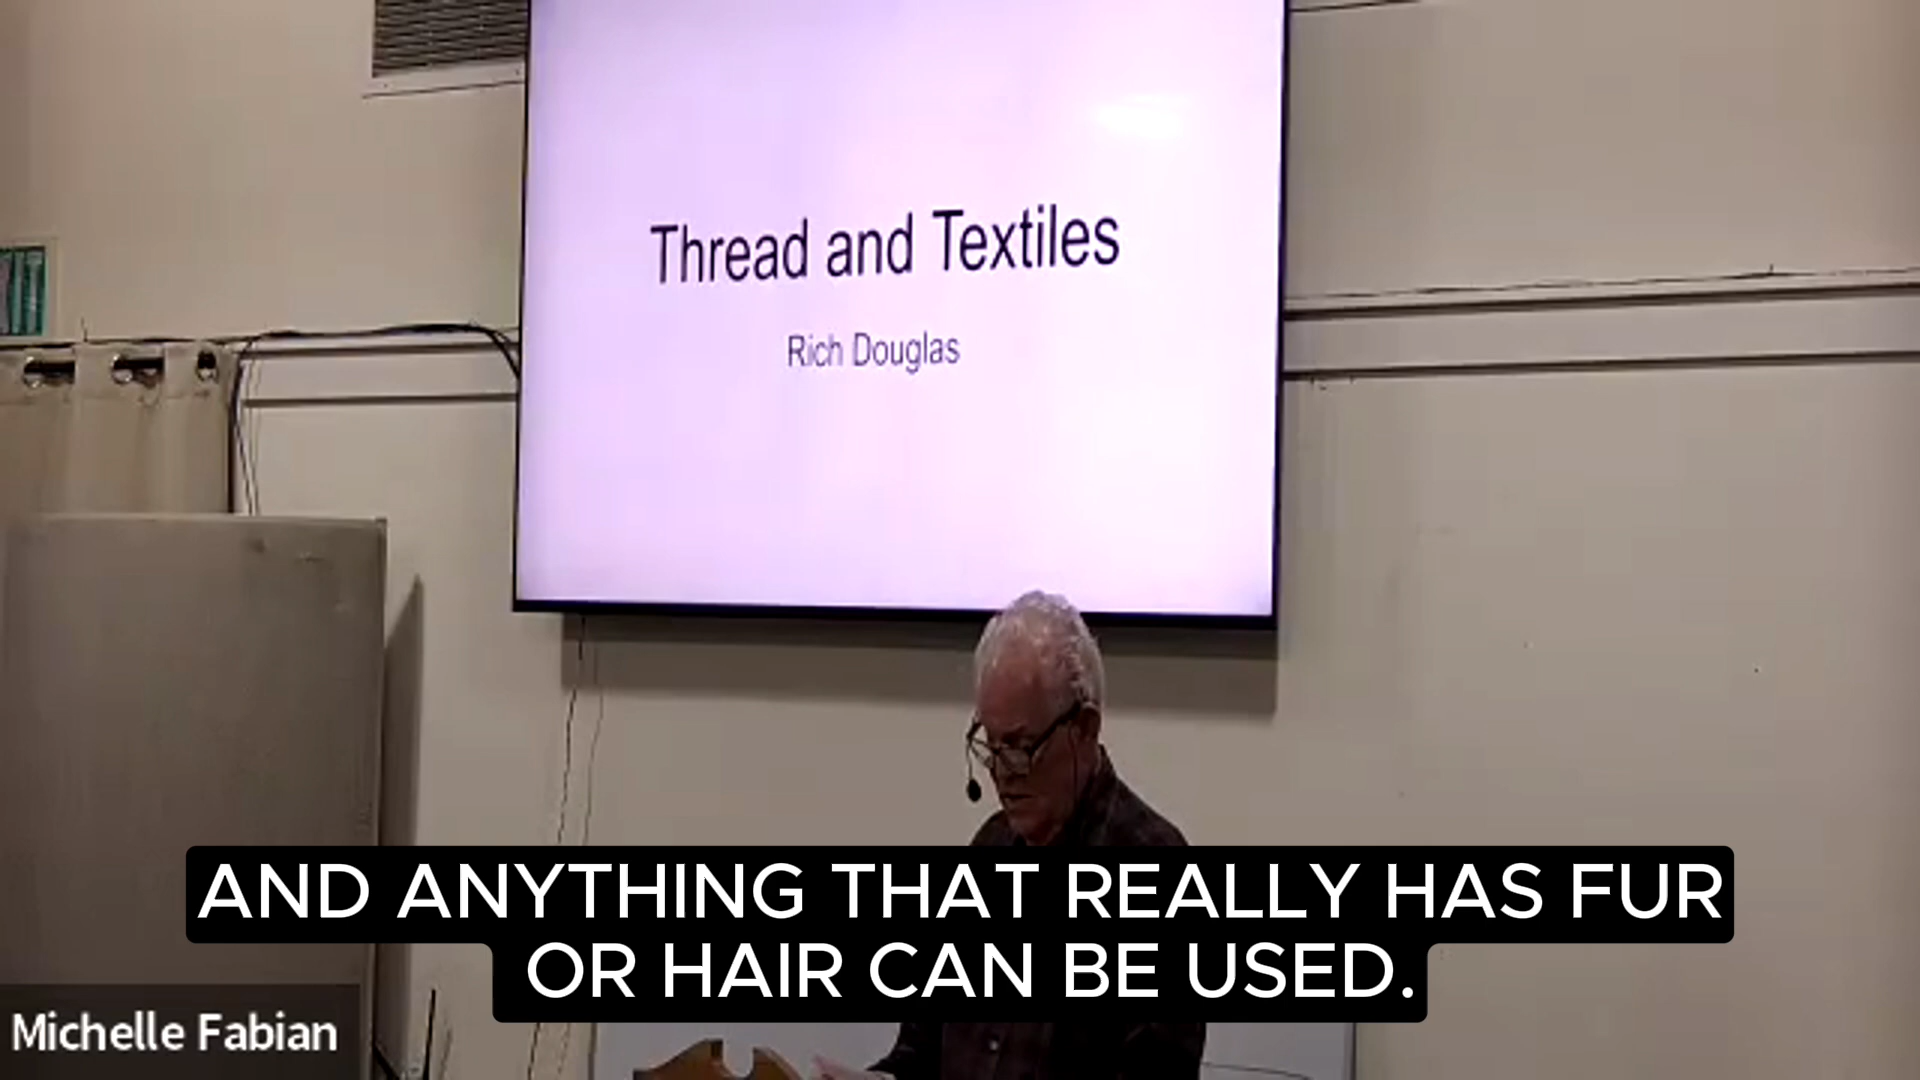 Thread and Textiles
Rich Douglas
AND ANYTHING THAT REALLY HAS FUR
OR HAIR CAN BE USED.
Michelle Fabian